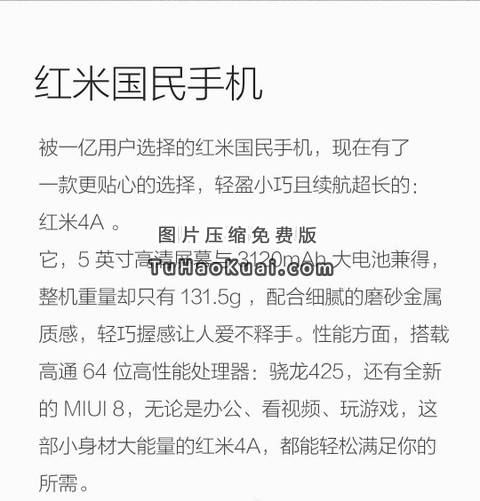 红米国民手机
被一亿用户选择的红米国民手机，现在有了
一款更贴心的选择，轻盈小巧且续航超长的：
红米4A 。
图片压缩免费版
它，5 英寸高清屏幕与 3120mAh 大电池兼得，
TuHaoKuai.com
整机重量却只有 131.5g ，配合细腻的磨砂金属
质感，轻巧握感让人爱不释手。性能方面，搭载
高通 64 位高性能处理器：骁龙425，还有全新
的 MIUI 8，无论是办公、看视频、玩游戏，这
部小身材大能量的红米4A，都能轻松满足你的
所需。